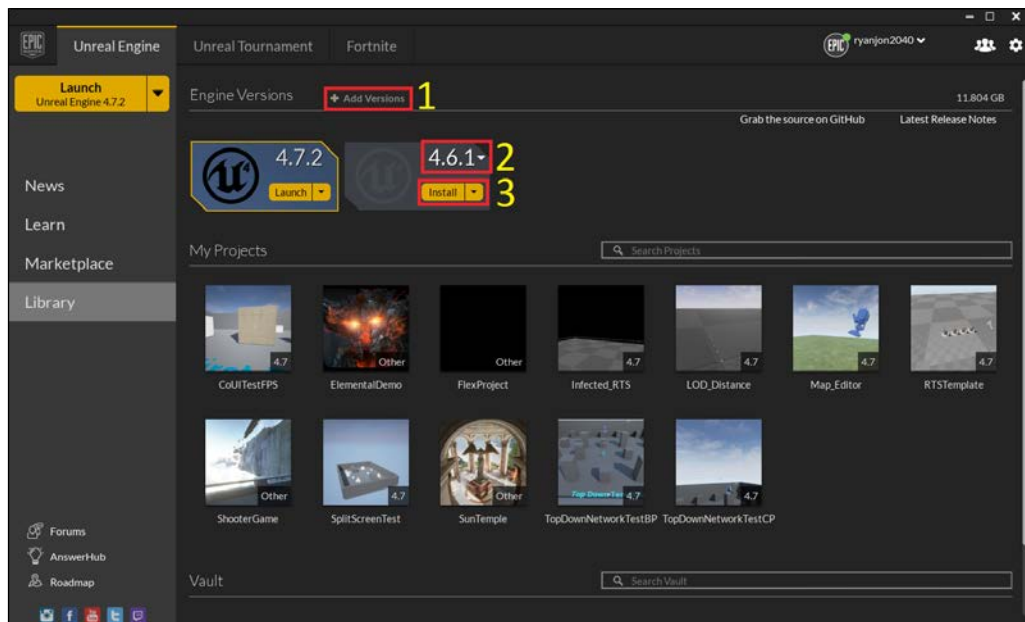 EPIC
Unreal Engine
Unreal Tournament
Fortnite
EPIC
ryanjon2040
Launch
Unreal Engine 4.7.2
News
Learn
Marketplace
Library
Forums
AnswerHub
Roadmap
Engine Versions
+ Add Versions
1
11.804 GB
Grab the source on GitHub
Latest Release Notes
4.7.2
Launch
4.6.1
2
Install
3
My Projects
Search Projects
4.7
CoUITestFPS
Other
ElementalDemo
Other
FlexProject
4.7
Infected_RTS
4.7
LOD_Distance
4.7
Map_Editor
4.7
RTSTemplate
Other
ShooterGame
4.7
SplitScreenTest
Other
SunTemple
4.7
TopDownNetworkTestBP
4.7
TopDownNetworkTestCP
Vault
Search Vault